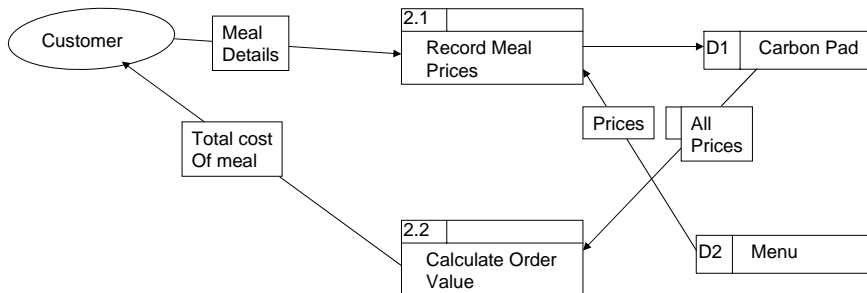 Customer
Meal
Details
2.1
Record Meal
Prices
D1 Carbon Pad
Prices
All
Prices
Total cost
Of meal
2.2
Calculate Order
Value
D2 Menu